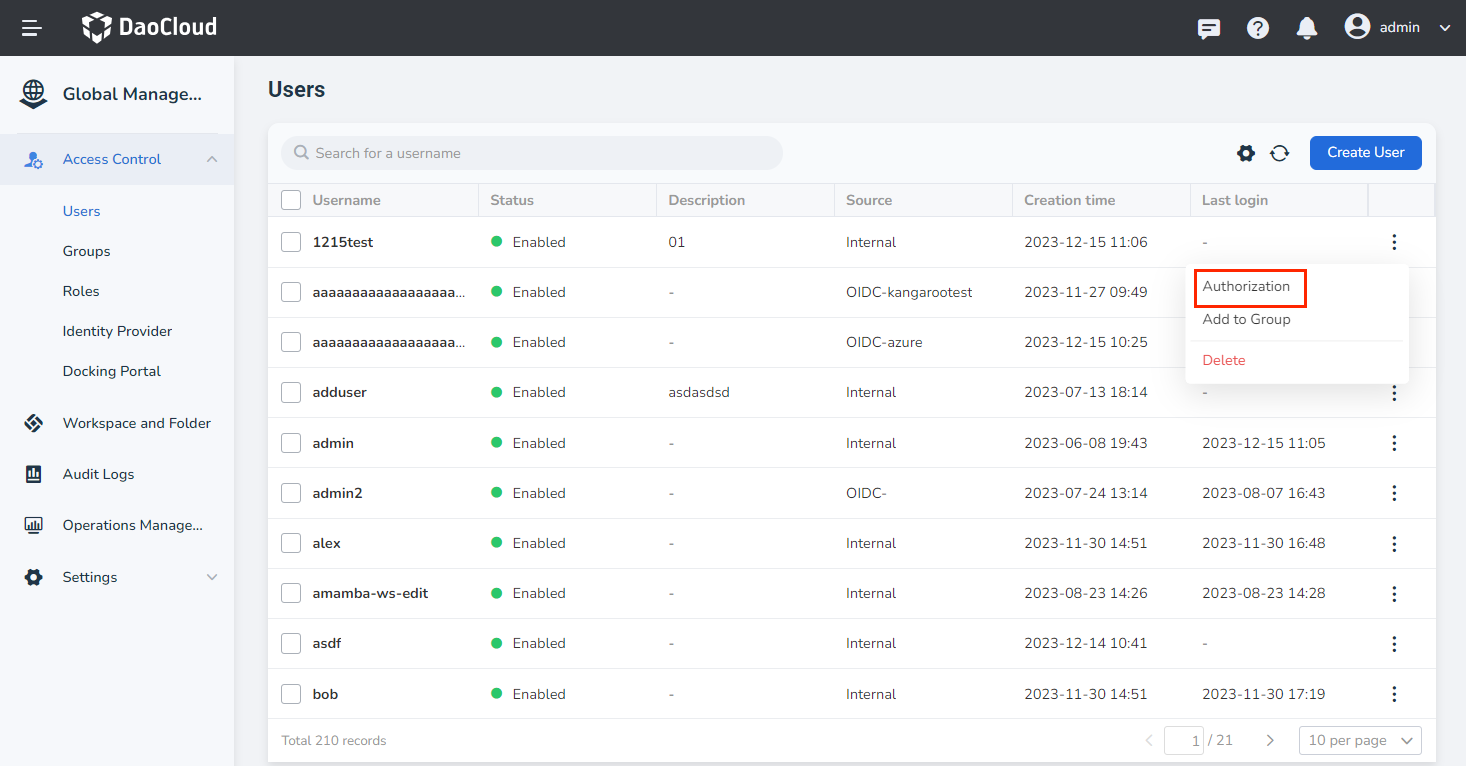 DaoCloud
admin
Global Manage...
Access Control
Users
Groups
Roles
Identity Provider
Docking Portal
Workspace and Folder
Audit Logs
Operations Manage...
Settings
Users
Search for a username
Create User
Username Status Description Source Creation time Last login
1215test Enabled 01 Internal 2023-12-15 11:06 -
aaaaaaaaaaaaaaaaaa... Enabled - OIDC-kangarootest 2023-11-27 09:49
aaaaaaaaaaaaaaaaaa... Enabled - OIDC-azure 2023-12-15 10:25
adduser Enabled asdasdsd Internal 2023-07-13 18:14 -
admin Enabled - Internal 2023-06-08 19:43 2023-12-15 11:05
admin2 Enabled - OIDC- 2023-07-24 13:14 2023-08-07 16:43
alex Enabled - Internal 2023-11-30 14:51 2023-11-30 16:48
amamba-ws-edit Enabled - Internal 2023-08-23 14:26 2023-08-23 14:28
asdf Enabled - Internal 2023-12-14 10:41 -
bob Enabled - Internal 2023-11-30 14:51 2023-11-30 17:19
Authorization
Add to Group
Delete
Total 210 records
1 / 21
10 per page